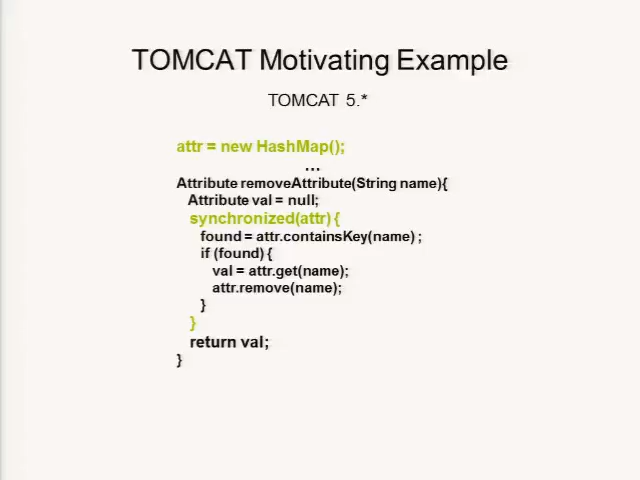 TOMCAT Motivating Example
TOMCAT 5.*
attr = new HashMap();
...
Attribute removeAttribute(String name){
Attribute val = null;
synchronized(attr) {
found = attr.containsKey(name) ;
if (found) {
val = attr.get(name);
attr.remove(name);
}
}
return val;
}